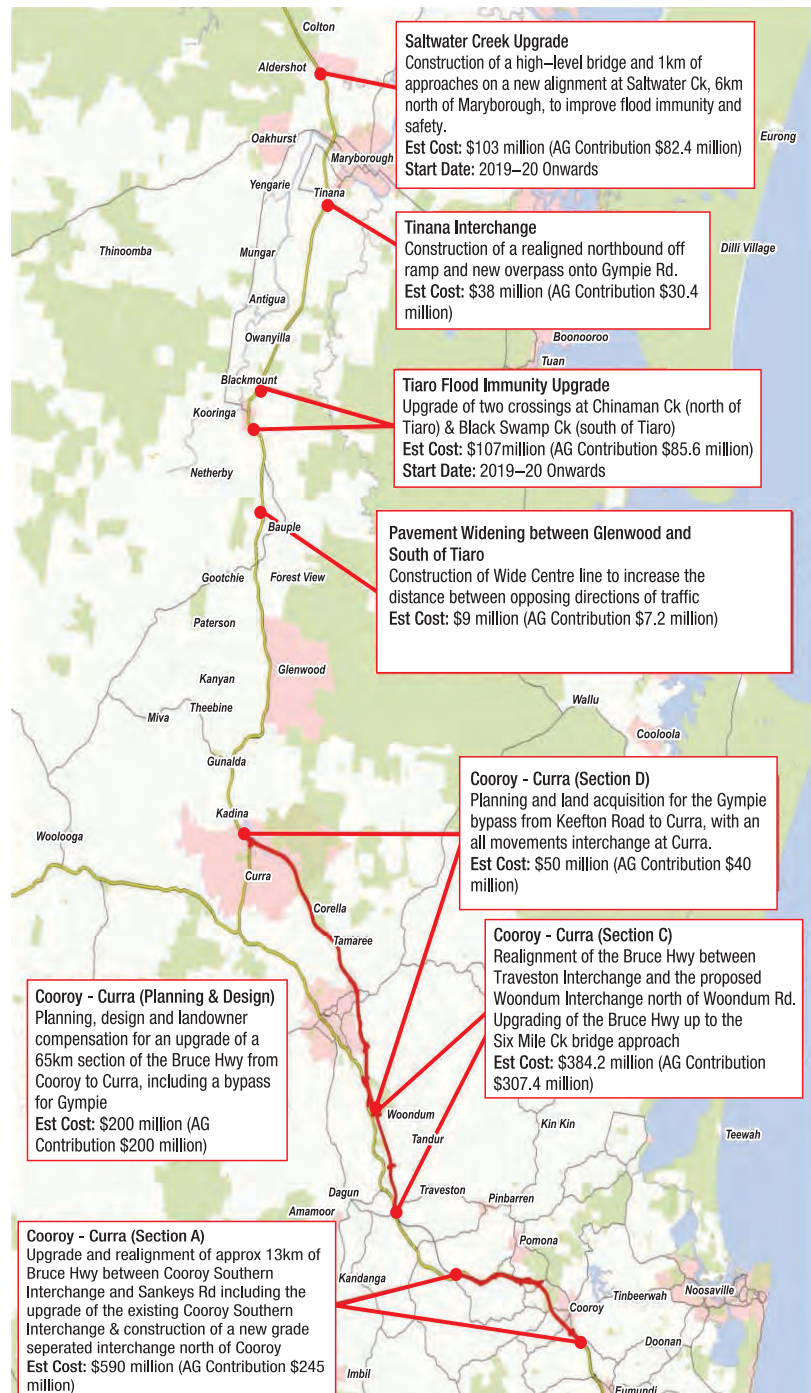 Colton
Aldershot
Saltwater Creek Upgrade
Construction of a high–level bridge and 1km of
approaches on a new alignment at Saltwater Ck, 6km
north of Maryborough, to improve flood immunity and
safety.
Est Cost: $103 million (AG Contribution $82.4 million)
Start Date: 2019–20 Onwards
Eurong
Oakhurst
Maryborough
Yengarie
Tinana
Tinana Interchange
Construction of a realigned northbound off
ramp and new overpass onto Gympie Rd.
Est Cost: $38 million (AG Contribution $30.4
million)
Dilli Village
Thinoomba
Mungar
Antigua
Owanyilla
Boonooroo
Tuan
Blackmount
Kooringa
Tiaro Flood Immunity Upgrade
Upgrade of two crossings at Chinaman Ck (north of
Tiaro) & Black Swamp Ck (south of Tiaro)
Est Cost: $107million (AG Contribution $85.6 million)
Start Date: 2019–20 Onwards
Netherby
Bauple
Pavement Widening between Glenwood and
South of Tiaro
Construction of Wide Centre line to increase the
distance between opposing directions of traffic
Est Cost: $9 million (AG Contribution $7.2 million)
Gootchie
Forest View
Paterson
Glenwood
Kanyan
Theebine
Miva
Wallu
Cooloola
Gunalda
Kadina
Woolooga
Curra
Cooroy - Curra (Section D)
Planning and land acquisition for the Gympie
bypass from Keefton Road to Curra, with an
all movements interchange at Curra.
Est Cost: $50 million (AG Contribution $40
million)
Corella
Tamaree
Cooroy - Curra (Section C)
Realignment of the Bruce Hwy between
Traveston Interchange and the proposed
Woondum Interchange north of Woondum Rd.
Upgrading of the Bruce Hwy up to the
Six Mile Ck bridge approach
Est Cost: $384.2 million (AG Contribution
$307.4 million)
Cooroy - Curra (Planning & Design)
Planning, design and landowner
compensation for an upgrade of a
65km section of the Bruce Hwy from
Cooroy to Curra, including a bypass
for Gympie
Est Cost: $200 million (AG
Contribution $200 million)
Woondum
Tandur
Kin Kin
Teewah
Dagun
Traveston
Amamoor
Pinbarren
Pomona
Cooroy - Curra (Section A)
Upgrade and realignment of approx 13km of
Bruce Hwy between Cooroy Southern
Interchange and Sankeys Rd including the
upgrade of the existing Cooroy Southern
Interchange & construction of a new grade
seperated interchange north of Cooroy
Est Cost: $590 million (AG Contribution $245
million)
Kandanga
Cooroy
Tinbeerwah
Noosaville
Doonan
Imbil
Eumundi